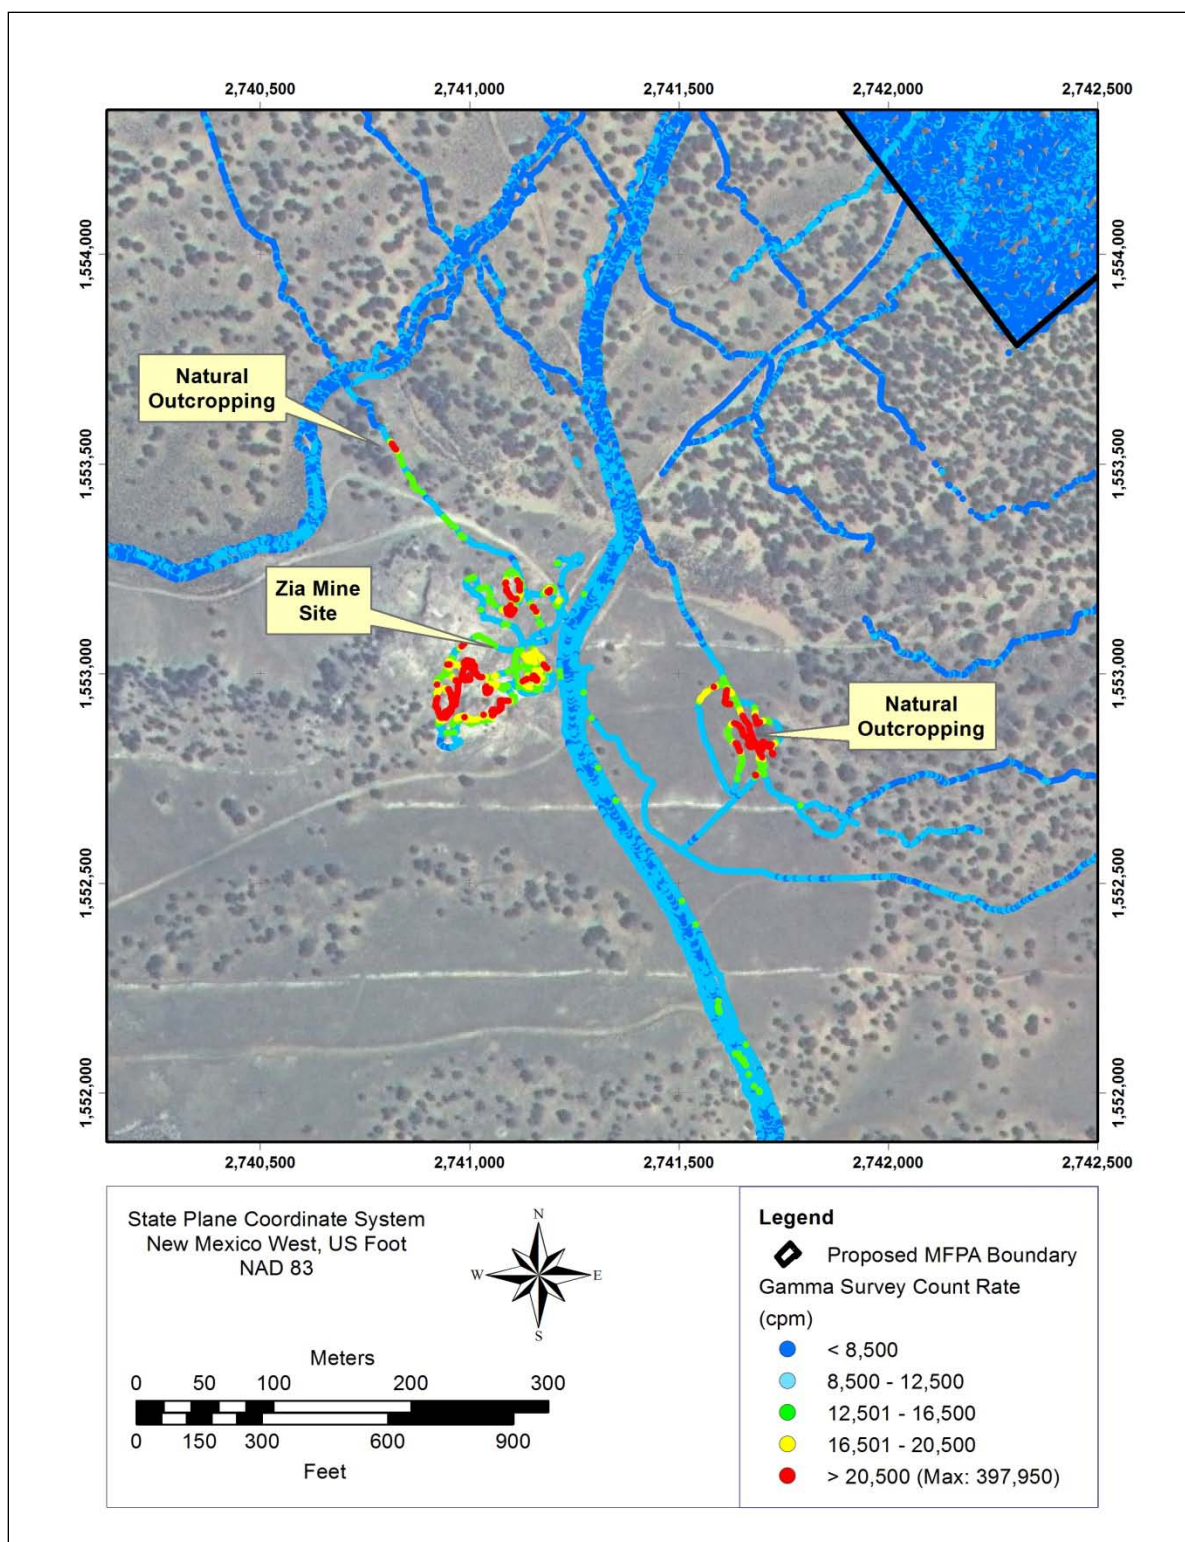 2,740,500
2,741,000
2,741,500
2,742,000
2,742,500
1,554,000
1,554,000
Natural
Outcropping
1,553,500
1,553,500
Zia Mine
Site
1,553,000
1,553,000
Natural
Outcropping
1,552,500
1,552,500
1,552,000
1,552,000
2,740,500
2,741,000
2,741,500
2,742,000
2,742,500
State Plane Coordinate System
New Mexico West, US Foot
NAD 83
N
W
E
S
Meters
0 50 100 200 300
0 150 300 600 900
Feet
Legend
Proposed MFPA Boundary
Gamma Survey Count Rate
(cpm)
< 8,500
8,500 - 12,500
12,501 - 16,500
16,501 - 20,500
> 20,500 (Max: 397,950)